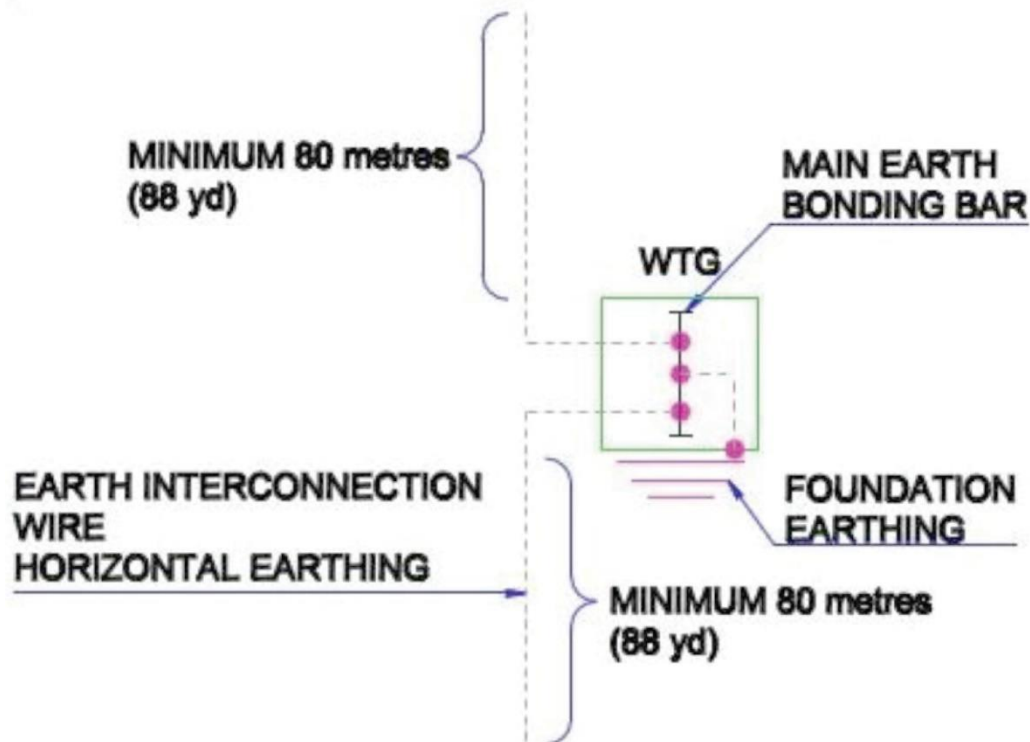 MINIMUM 80 metres
(88 yd)
MAIN EARTH
BONDING BAR
WTG
EARTH INTERCONNECTION
WIRE
HORIZONTAL EARTHING
FOUNDATION
EARTHING
MINIMUM 80 metres
(88 yd)